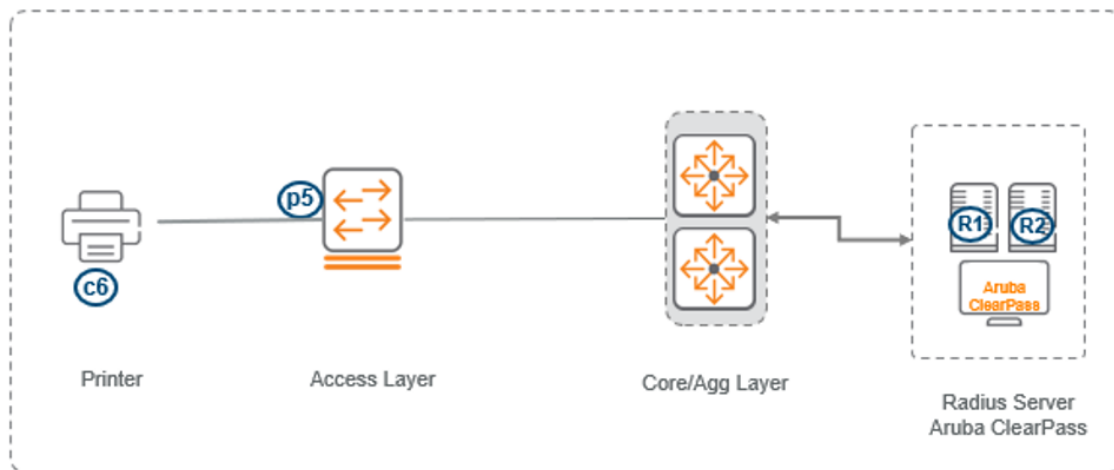 p5
R1
R2
c6
Aruba
ClearPass
Printer
Access Layer
Core/Agg Layer
Radius Server
Aruba ClearPass